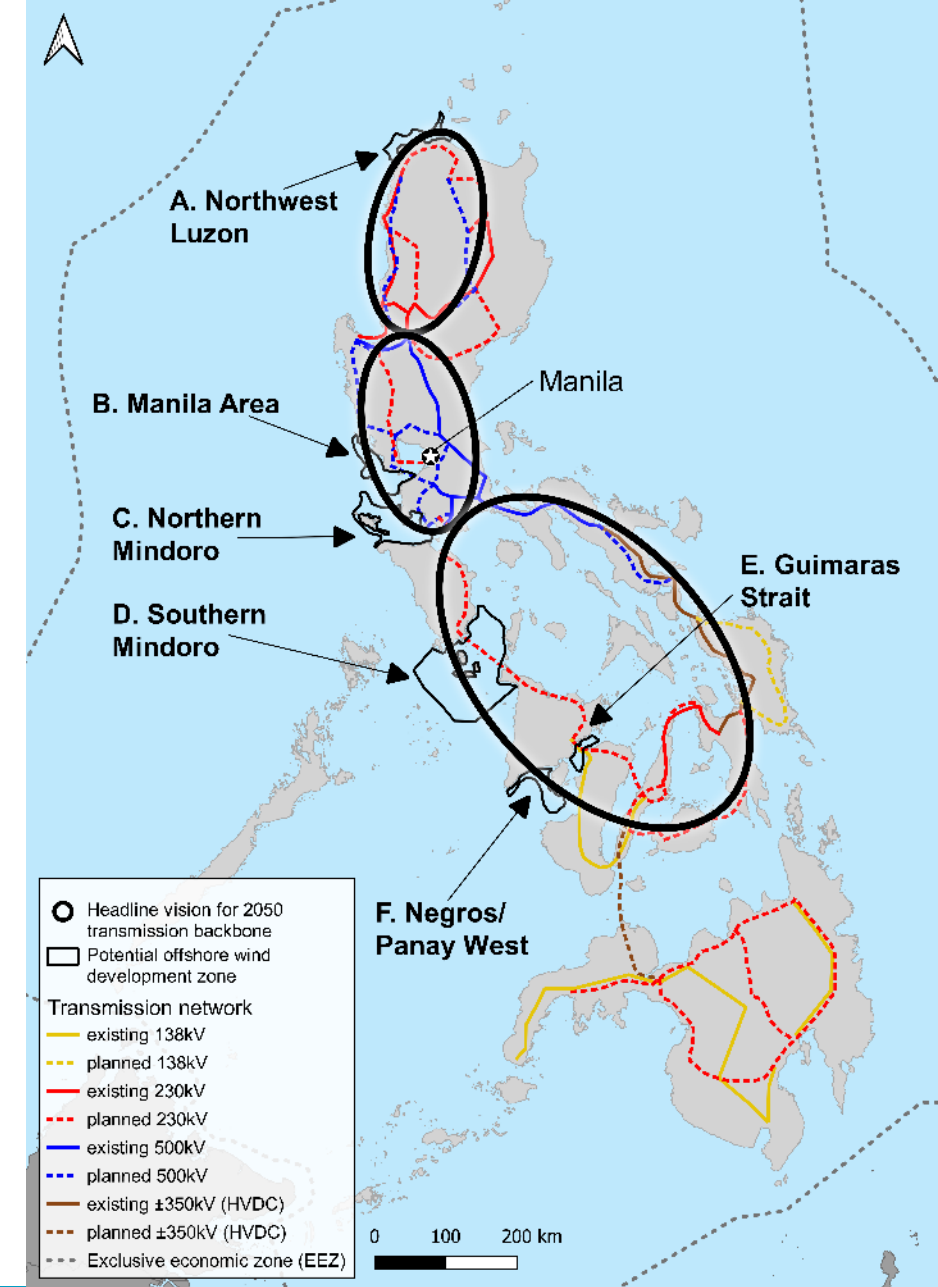 A. Northwest
Luzon
Manila
B. Manila Area
C. Northern
Mindoro
E. Guimaras
Strait
D. Southern
Mindoro
F. Negros/
Panay West
Headline vision for 2050
transmission backbone
Potential offshore wind
development zone
Transmission network
existing 138kV
planned 138kV
existing 230kV
planned 230kV
existing 500kV
planned 500kV
existing ±350kV (HVDC)
planned ±350kV (HVDC)
Exclusive economic zone (EEZ)
0 100 200 km